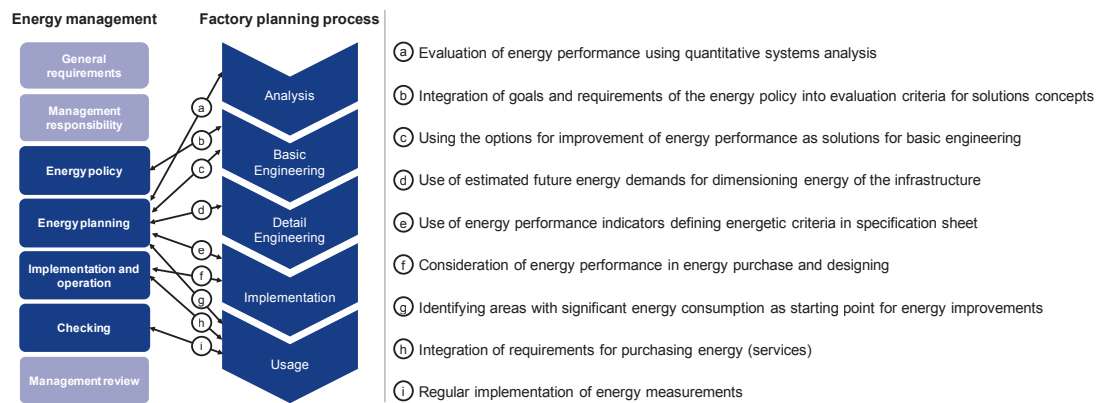 Energy management
Factory planning process
General
requirements
Management
responsibility
Energy policy
Energy planning
Implementation and
operation
Checking
Management review
a
b
c
d
e
f
g
h
i
Analysis
Basic
Engineering
Detail
Engineering
Implementation
Usage
a Evaluation of energy performance using quantitative systems analysis
b Integration of goals and requirements of the energy policy into evaluation criteria for solutions concepts
c Using the options for improvement of energy performance as solutions for basic engineering
d Use of estimated future energy demands for dimensioning energy of the infrastructure
e Use of energy performance indicators defining energetic criteria in specification sheet
f Consideration of energy performance in energy purchase and designing
g Identifying areas with significant energy consumption as starting point for energy improvements
h Integration of requirements for purchasing energy (services)
i Regular implementation of energy measurements